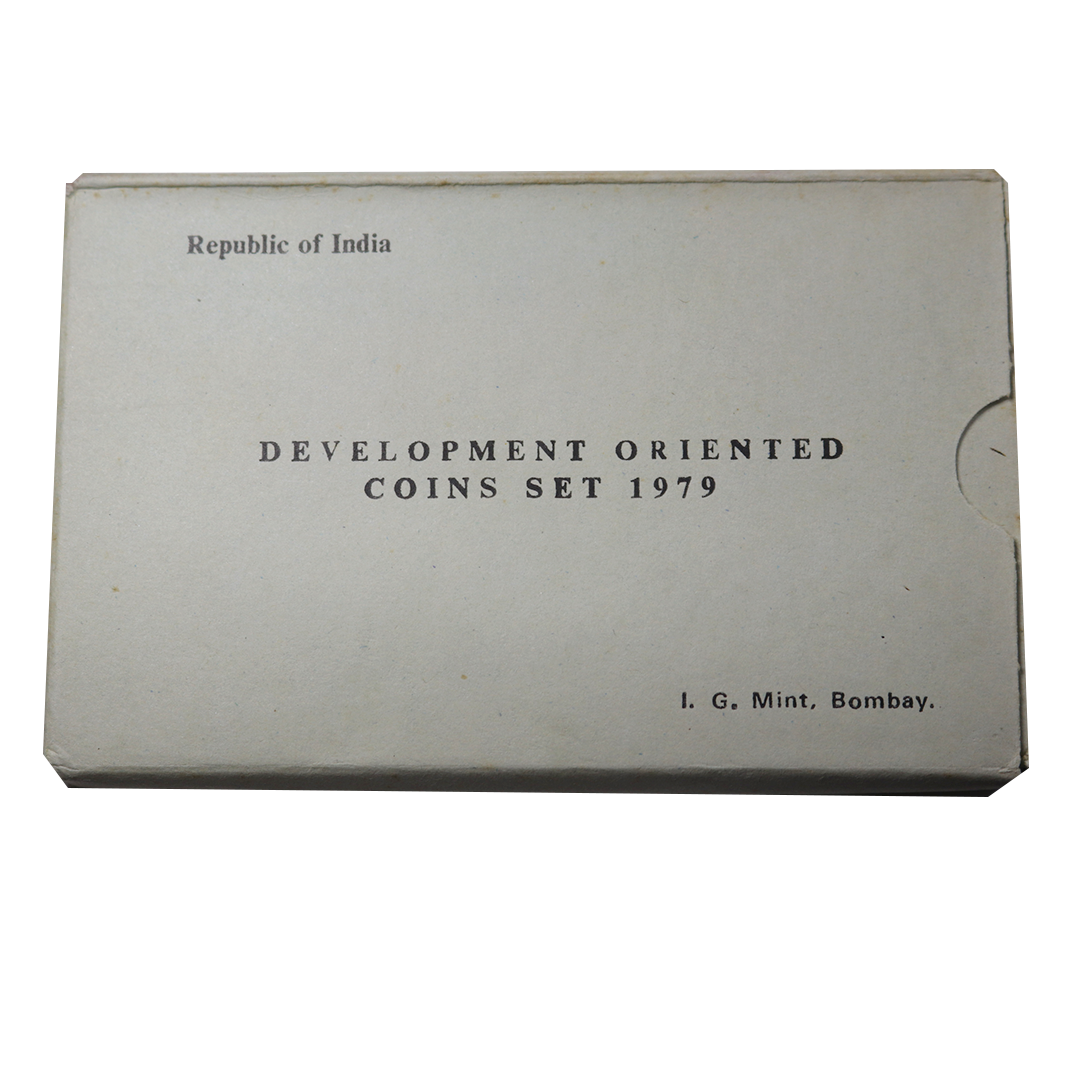 Republic of India
DEVELOPMENT ORIENTED
COINS SET 1979
I. G. Mint, Bombay.